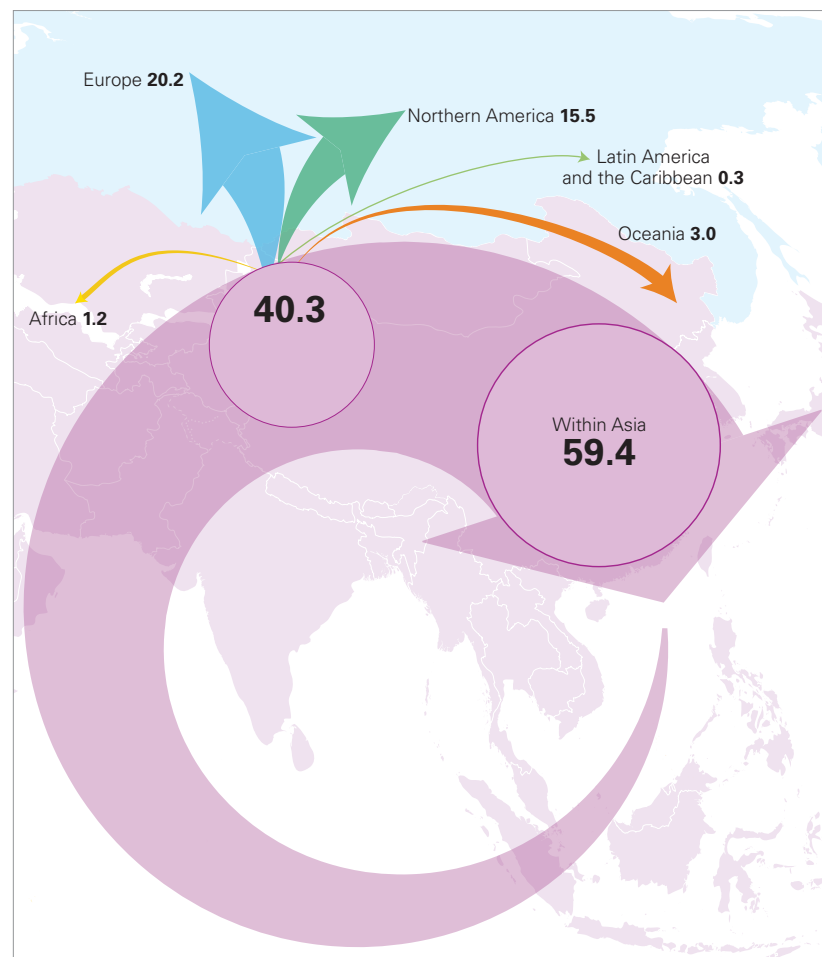 Europe 20.2
Northern America 15.5
Latin America
and the Caribbean 0.3
Oceania 3.0
Africa 1.2
40.3
Within Asia
59.4